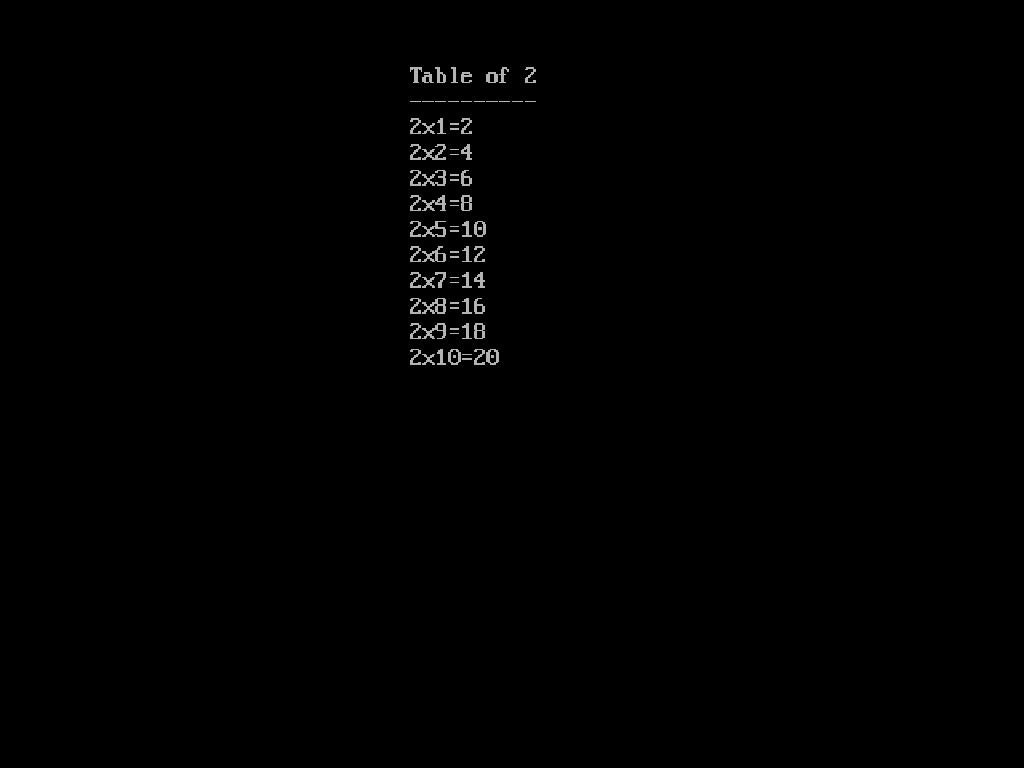 Table of 2
----------
2x1=2
2x2=4
2x3=6
2x4=8
2x5=10
2x6=12
2x7=14
2x8=16
2x9=18
2x10=20